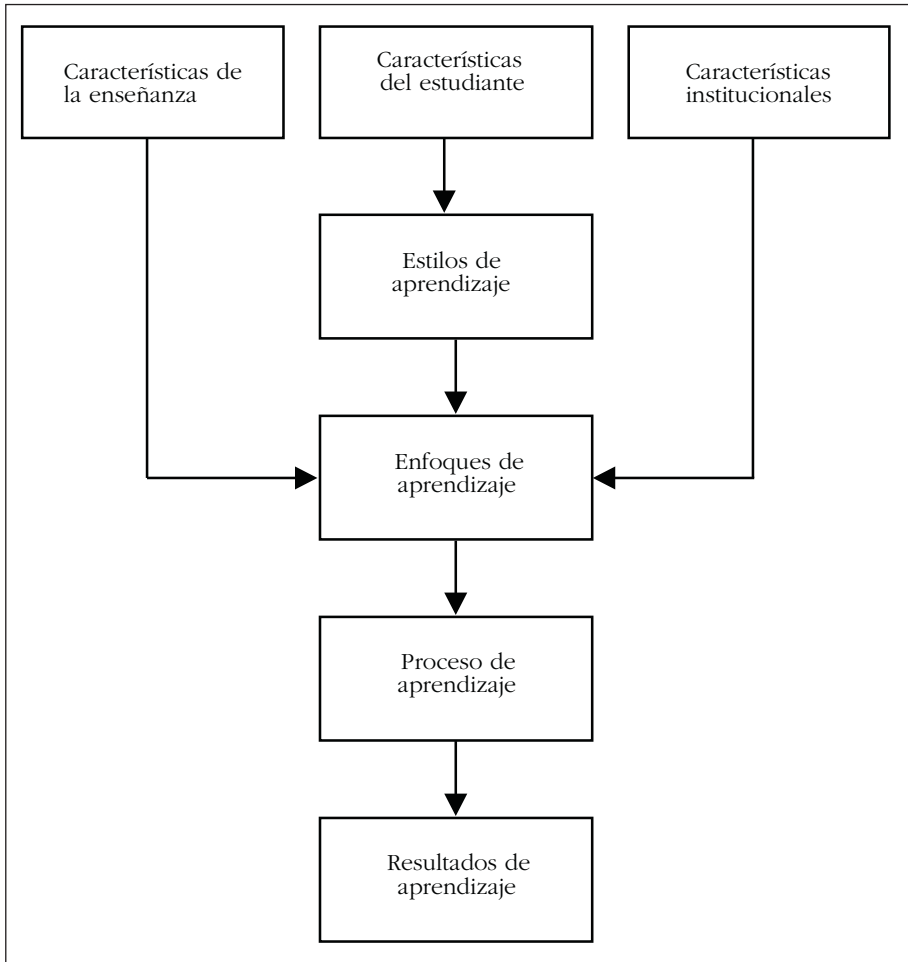 Características de
la enseñanza
Características
del estudiante
Características
institucionales
Estilos de
aprendizaje
Enfoques de
aprendizaje
Proceso de
aprendizaje
Resultados de
aprendizaje